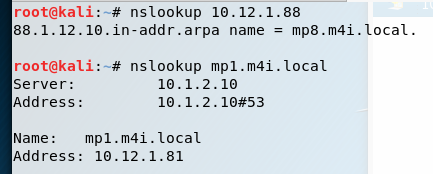 root@kali:~# nslookup 10.12.1.88
88.1.12.10.in-addr.arpa name = mp8.m4i.local.
root@kali:~# nslookup mp1.m4i.local
Server: 10.1.2.10
Address: 10.1.2.10#53
Name: mp1.m4i.local
Address: 10.12.1.81